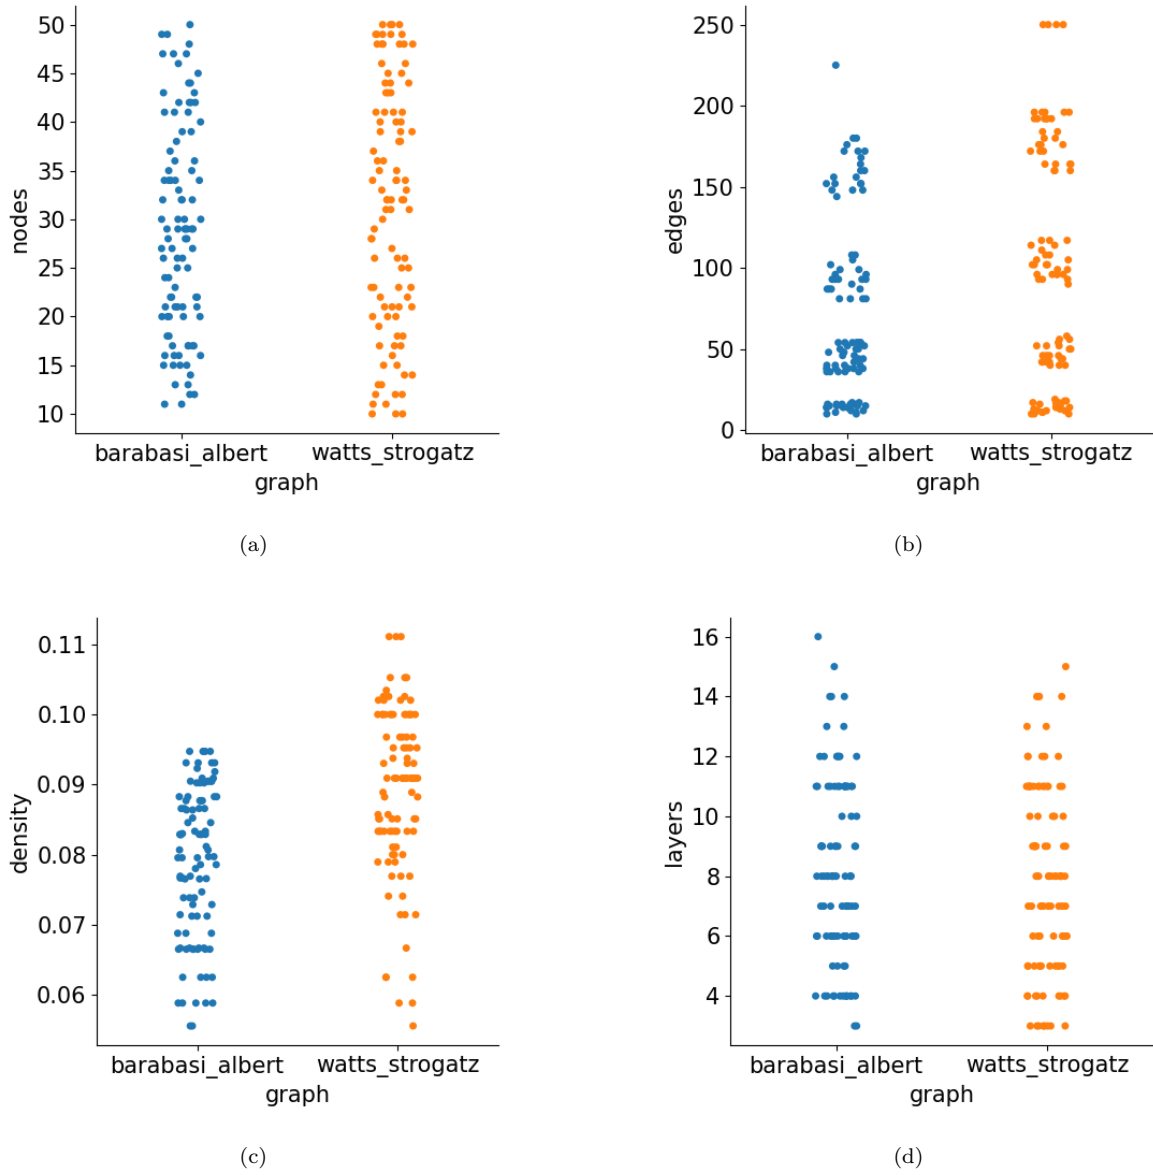 50
45
40
35
30
25
20
15
10
nodes
barabasi_albert watts_strogatz
graph
(a)
250
200
150
100
50
0
edges
barabasi_albert watts_strogatz
graph
(b)
0.11
0.10
0.09
0.08
0.07
0.06
density
barabasi_albert watts_strogatz
graph
(c)
16
14
12
10
8
6
4
layers
barabasi_albert watts_strogatz
graph
(d)